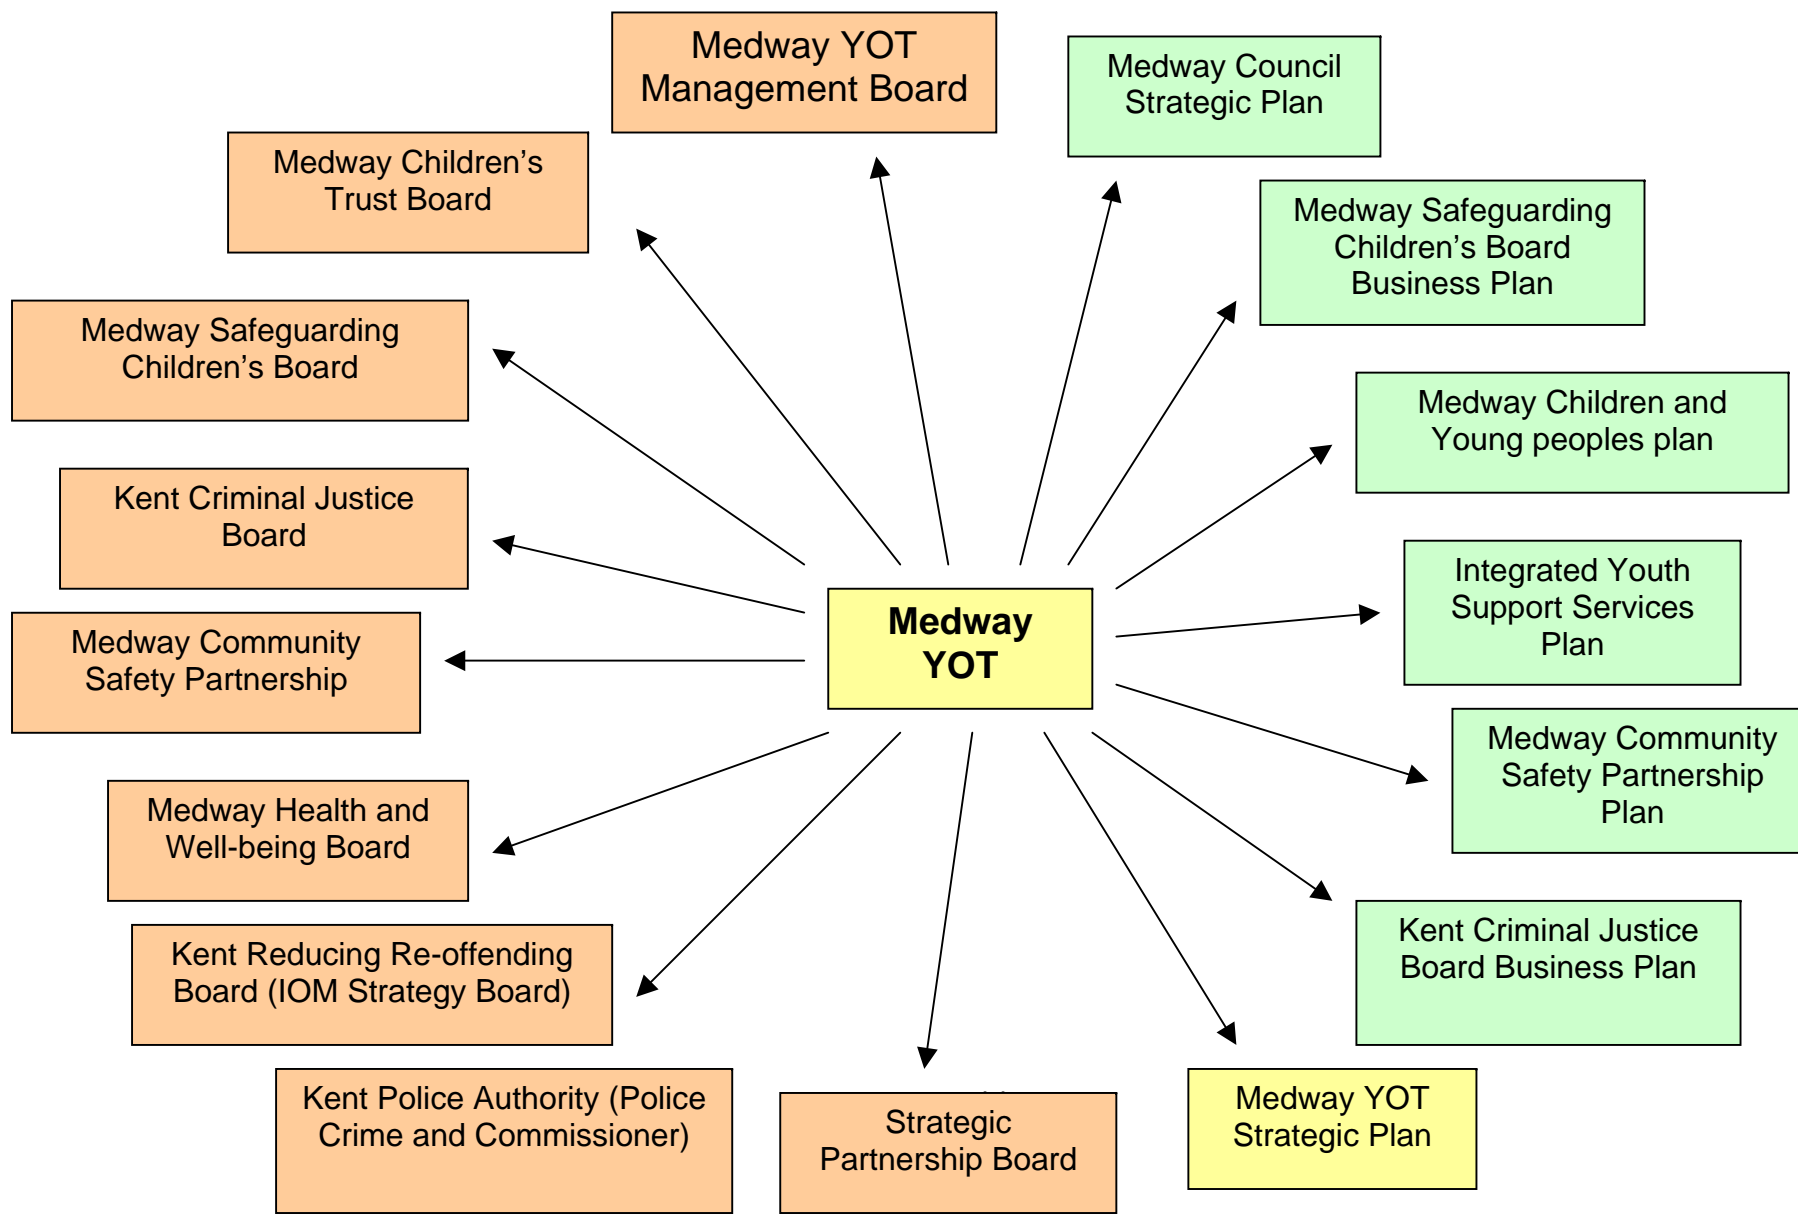 Medway YOT
Management Board
Medway Council
Strategic Plan
Medway Children’s
Trust Board
Medway Safeguarding
Children’s Board
Business Plan
Medway Safeguarding
Children’s Board
Medway Children and
Young peoples plan
Kent Criminal Justice
Board
Integrated Youth
Support Services
Plan
Medway
YOT
Medway Community
Safety Partnership
Medway Community
Safety Partnership
Plan
Medway Health and
Well-being Board
Kent Criminal Justice
Board Business Plan
Kent Reducing Re-offending
Board (IOM Strategy Board)
Kent Police Authority (Police
Crime and Commissioner)
Strategic
Partnership Board
Medway YOT
Strategic Plan